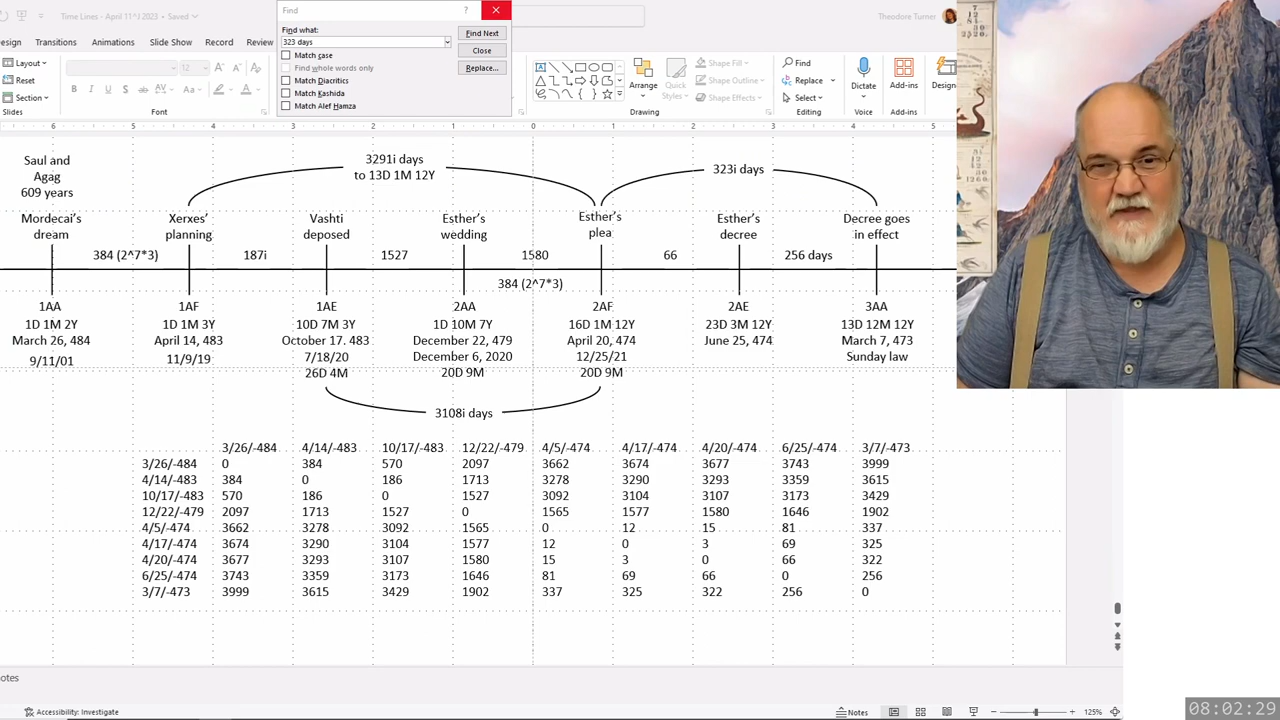 Time Lines - April 11^J 2023 • Saved
Find
?
Theodore Turner
Find what:
323 days
Find Next
Close
Replace...
Match case
Find whole words only
Match Diacritics
Match Kashida
Match Alef Hamza
Transitions
Animations
Slide Show
Record
Review
Layout
Reset
Section
Slides
Font
Arrange
Quick
Styles
Shape Fill
Shape Outline
Shape Effects
Drawing
Find
Replace
Select
Editing
Dictate
Voice
Add-ins
Add-ins
6 5 4 3 2 1 0 1 2 3 4 5
Saul and
Agag
609 years
3291i days
to 13D 1M 12Y
323i days
Mordecai's
dream
Xerxes'
planning
Vashti
deposed
Esther's
wedding
Esther's
plea
Esther's
decree
Decree goes
in effect
384 (2^7*3) 187i 1527 1580 66 256 days
384 (2^7*3)
1AA 1AF 1AE 2AA 2AF 2AE 3AA
1D 1M 2Y 1D 1M 3Y 10D 7M 3Y 1D 10M 7Y 16D 1M 12Y 23D 3M 12Y 13D 12M 12Y
March 26, 484 April 14, 483 October 17. 483 December 22, 479 April 20, 474 June 25, 474 March 7, 473
9/11/01 11/9/19 7/18/20 December 6, 2020 12/25/21 Sunday law
26D 4M 20D 9M 20D 9M
3108i days
3/26/-484 4/14/-483 10/17/-483 12/22/-479 4/5/-474 4/17/-474 4/20/-474 6/25/-474 3/7/-473
3/26/-484 0 384 570 2097 3662 3674 3677 3743 3999
4/14/-483 384 0 186 1713 3278 3290 3293 3359 3615
10/17/-483 570 186 0 1527 3092 3104 3107 3173 3429
12/22/-479 2097 1713 1527 0 1565 1577 1580 1646 1902
4/5/-474 3662 3278 3092 1565 0 12 15 81 337
4/17/-474 3674 3290 3104 1577 12 0 3 69 325
4/20/-474 3677 3293 3107 1580 15 3 0 66 322
6/25/-474 3743 3359 3173 1646 81 69 66 0 256
3/7/-473 3999 3615 3429 1902 337 325 322 256 0
otes
Accessibility: Investigate
Notes
125%
08:02:29